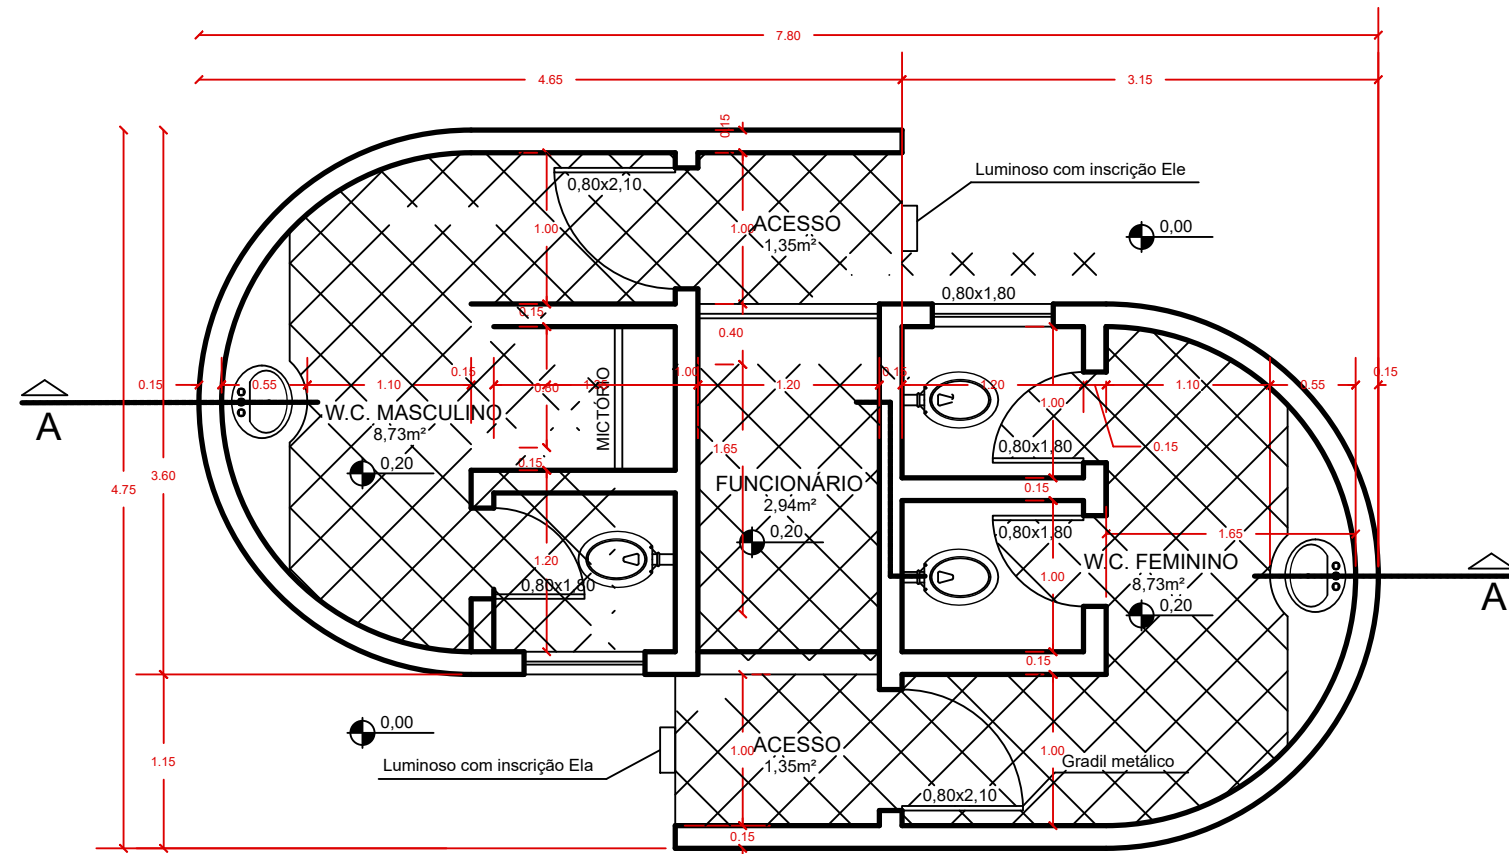 7.80
4.65
3.15
0.15
Luminoso com inscrição Ele
0,80x2,10
ACESSO
1,35m²
1.00
1.00
0,00
0,80x1,80
0.15
0.40
0.15
0.55
1.10
0.15
1.00
1.20
0.15
1.20
1.10
0.55
0.15
MICTÓRIO
1.00
A
W.C. MASCULINO
8,73m²
0,20
0,80x1,80
0.15
1.65
0.15
3.60
4.75
FUNCIONÁRIO
2,94m²
0,20
0.15
0,80x1,80
1.65
1.20
0,80x1,80
1.00
W.C. FEMININO
8,73m²
0,20
A
0.15
0,00
1.15
Luminoso com inscrição Ela
1.00
ACESSO
1,35m²
1.00
Gradil metálico
0,80x2,10
0.15